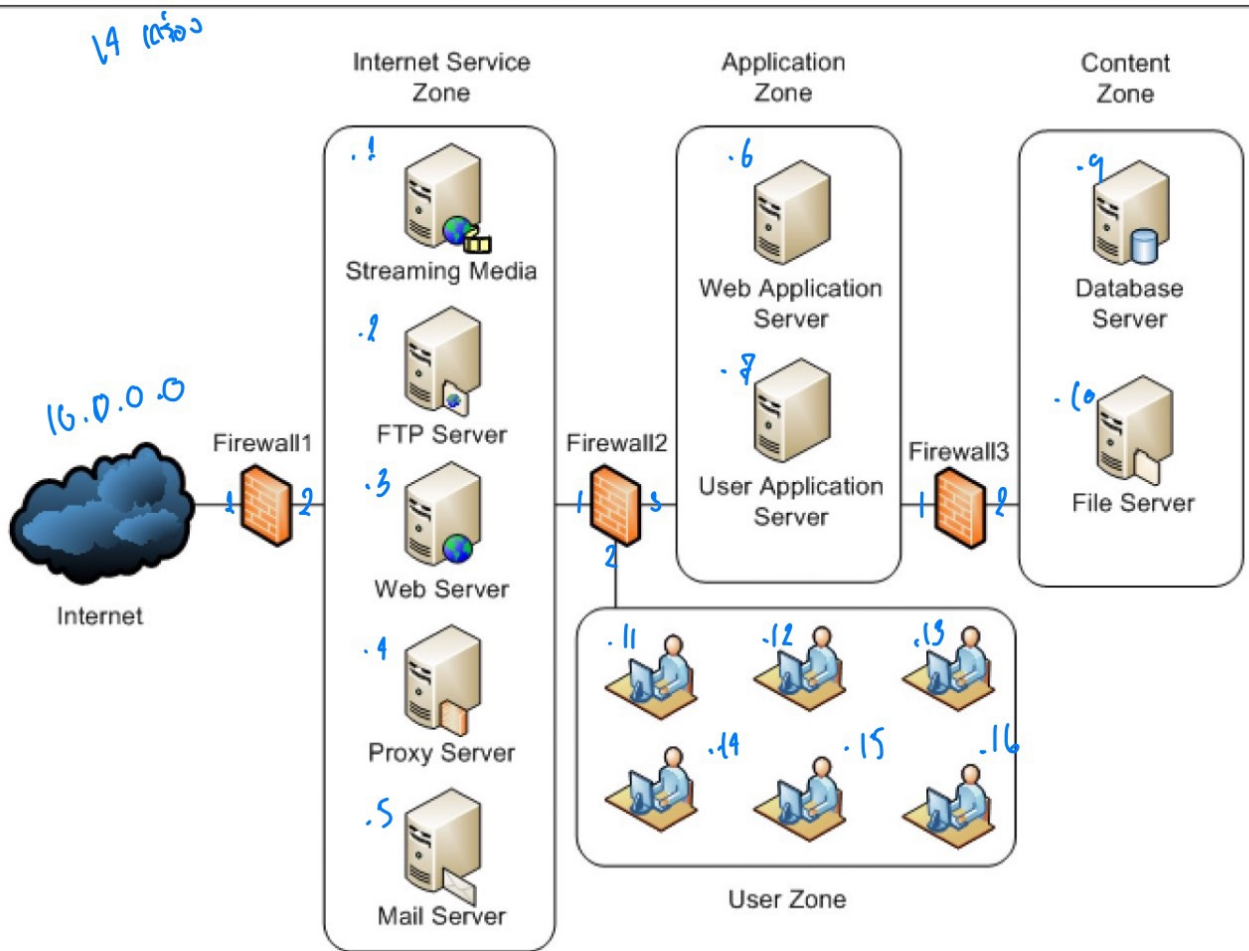 14 เครื่อง
Internet Service
Zone
Application
Zone
Content
Zone
.1
Streaming Media
.6
Web Application
Server
.9
Database
Server
.2
FTP Server
.7
User Application
Server
.10
File Server
10.0.0.0
Internet
Firewall1
1 2
Firewall2
1 3
2
Firewall3
1 2
.3
Web Server
.4
Proxy Server
.5
Mail Server
.11 .12 .13
.14 .15 .16
User Zone